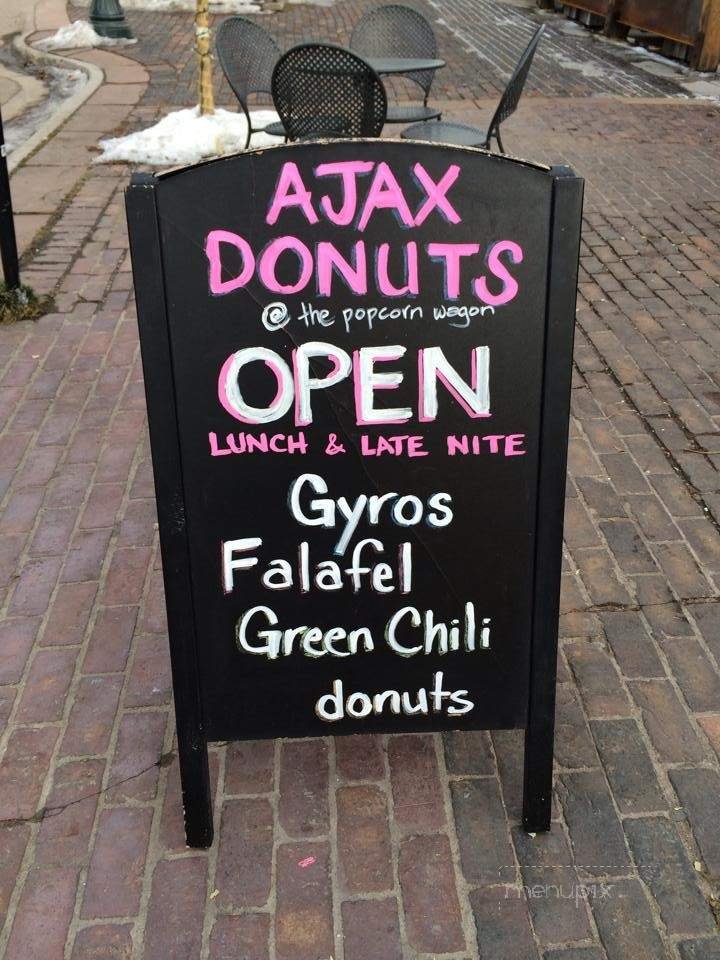 AJAX
DONUTS
@ the popcorn wagon
OPEN
LUNCH & LATE NITE
Gyros
Falafel
Green Chili
donuts
menupix